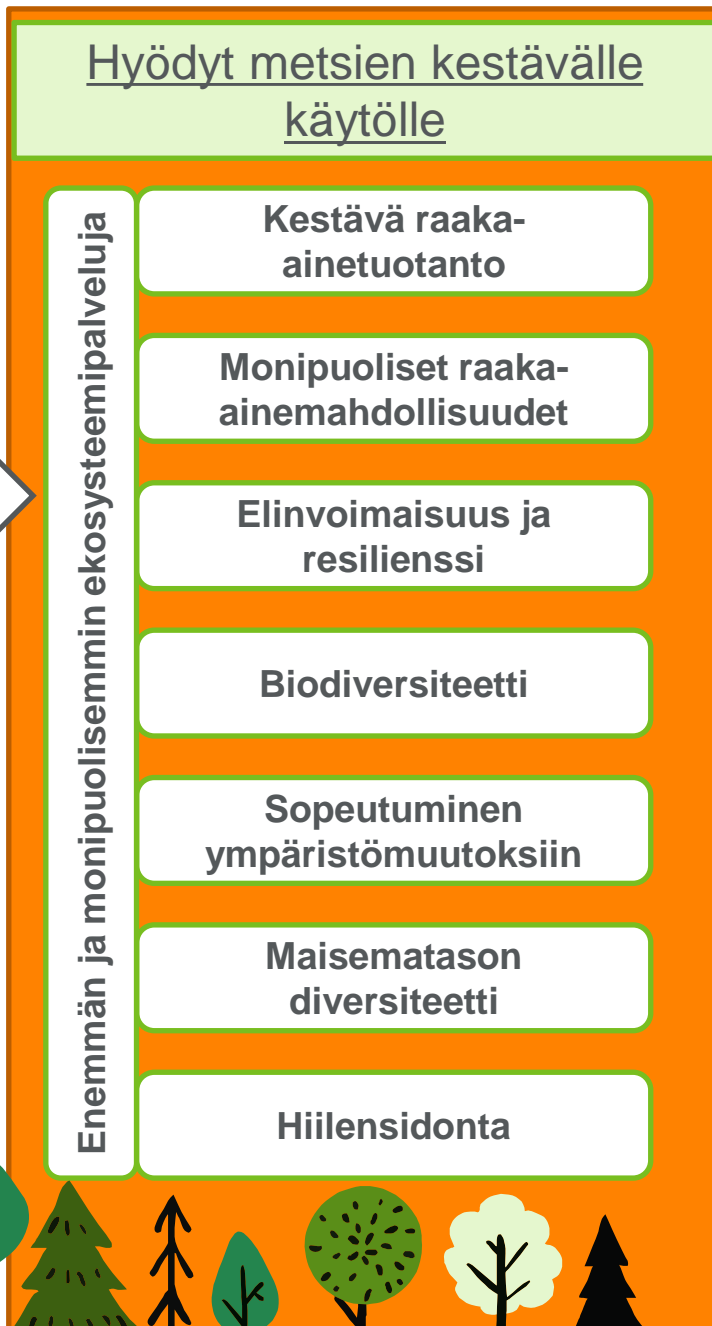 Hyödyt metsien kestävälle
käytölle
Enemmän ja monipuolisemmin ekosysteemipalveluja
Kestävä raaka-
ainetuotanto
Monipuoliset raaka-
ainemahdollisuudet
Elinvoimaisuus ja
resilienssi
Biodiversiteetti
Sopeutuminen
ympäristömuutoksiin
Maisematason
diversiteetti
Hiilensidonta